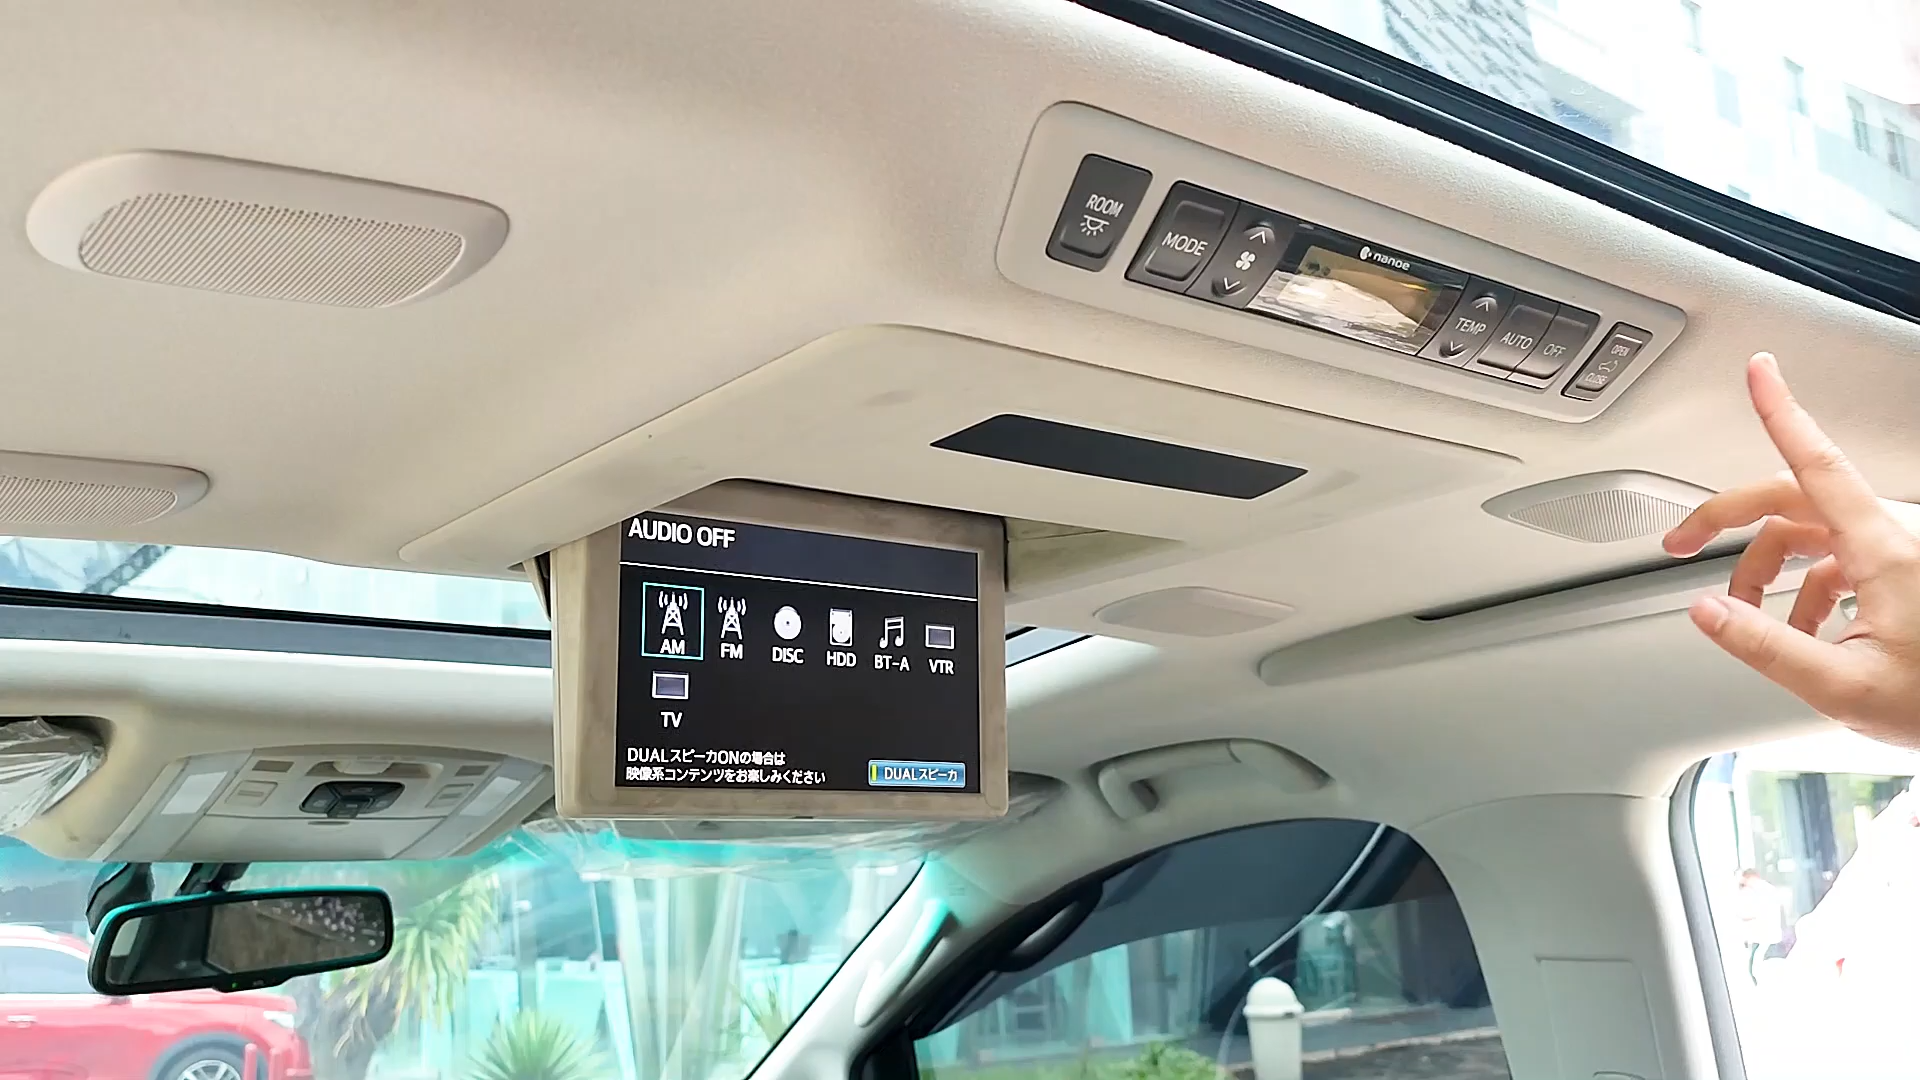 ROOM
MODE
nanoe
TEMP
AUTO
OFF
OPEN
CLOSE
AUDIO OFF
AM
FM
DISC
HDD
BT-A
VTR
TV
DUALスピーカONの場合は
映像系コンテンツをお楽しみください
DUALスピーカ